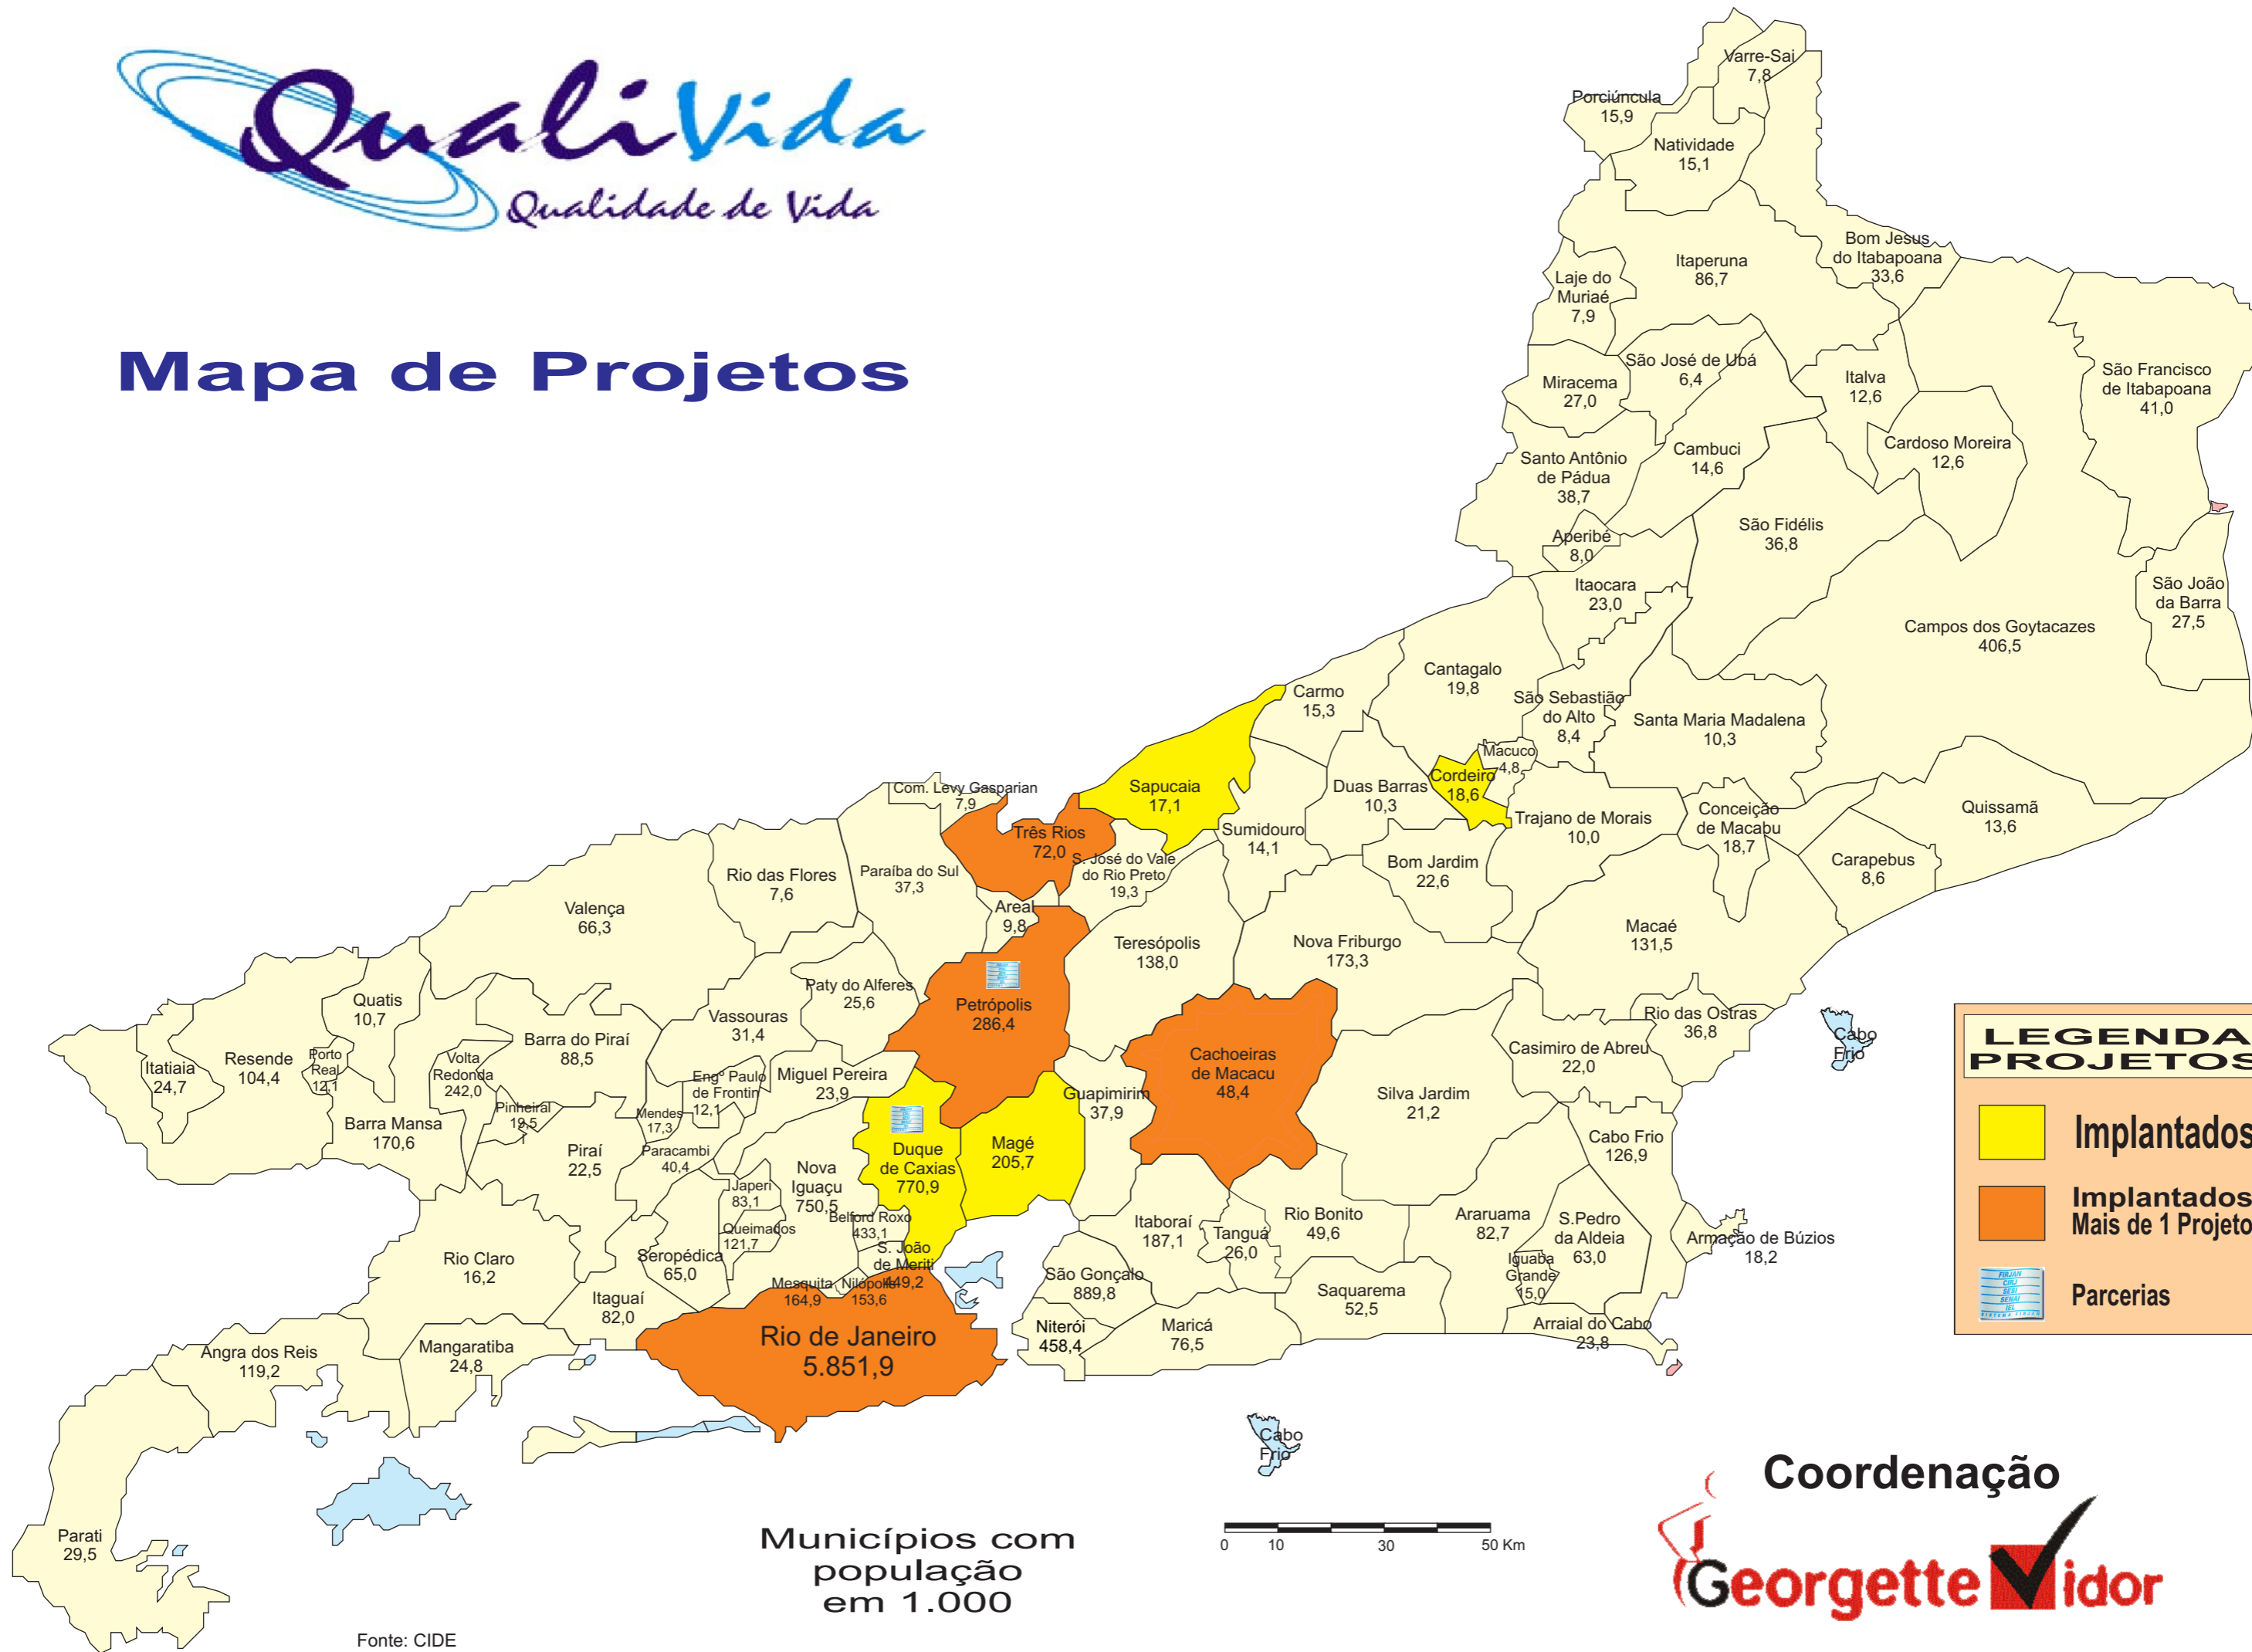 QualiVida
Qualidade de Vida
Mapa de Projetos
Varre-Sai
7,8
Porciúncula
15,9
Natividade
15,1
Bom Jesus
do Itabapoana
33,6
Itaperuna
86,7
Laje do
Muriaé
7,9
São José de Ubá
6,4
Miracema
27,0
Italva
12,6
São Francisco
de Itabapoana
41,0
Cardoso Moreira
12,6
Cambuci
14,6
Santo Antônio
de Pádua
38,7
São Fidélis
36,8
Aperibé
8,0
Itaocara
23,0
São João
da Barra
27,5
Campos dos Goytacazes
406,5
Cantagalo
19,8
Carmo
15,3
São Sebastião
do Alto
8,4
Santa Maria Madalena
10,3
Macuco
4,8
Cordeiro
18,6
Duas Barras
10,3
Sapucaia
17,1
Com. Levy Gasparian
7,9
Três Rios
72,0
Sumidouro
14,1
Trajano de Morais
10,0
Conceição
de Macabu
18,7
Quissamã
13,6
Carapebus
8,6
S. José do Vale
do Rio Preto
19,3
Bom Jardim
22,6
Paraíba do Sul
37,3
Rio das Flores
7,6
Valença
66,3
Areal
9,8
Teresópolis
138,0
Nova Friburgo
173,3
Macaé
131,5
Paty do Alferes
25,6
Petrópolis
286,4
Quatis
10,7
Vassouras
31,4
Rio das Ostras
36,8
Cabo
Frio
Barra do Piraí
88,5
Casimiro de Abreu
22,0
Itatiaia
24,7
Resende
104,4
Porto
Real
12,1
Volta
Redonda
242,0
Cachoeiras
de Macacu
48,4
Engº Paulo
de Frontin
12,1
Miguel Pereira
23,9
Guapimirim
37,9
Silva Jardim
21,2
Barra Mansa
170,6
Pinheiral
19,5
Mendes
17,3
Piraí
22,5
Paracambi
40,4
Duque
de Caxias
770,9
Magé
205,7
Cabo Frio
126,9
Nova
Iguaçu
750,5
Japeri
83,1
Queimados
121,7
Belford Roxo
433,1
S. João
de Meriti
449,2
Seropédica
65,0
Mesquita
164,9
Nilópolis
153,6
Itaboraí
187,1
Tanguá
26,0
Rio Bonito
49,6
Araruama
82,7
S.Pedro
da Aldeia
63,0
Armação de Búzios
18,2
Iguaba
Grande
15,0
Rio Claro
16,2
Itaguaí
82,0
São Gonçalo
889,8
Saquarema
52,5
Niterói
458,4
Maricá
76,5
Arraial do Cabo
23,8
Rio de Janeiro
5.851,9
Mangaratiba
24,8
Angra dos Reis
119,2
Parati
29,5
Cabo
Frio
LEGENDA
PROJETOS
Implantados
Implantados
Mais de 1 Projeto
FIRJAN
CIRJ
SESI
SENAI
IEL
SISTEMA FIRJAN
Parcerias
Municípios com
população
em 1.000
0 10 30 50 Km
Coordenação
Georgette Vidor
Fonte: CIDE